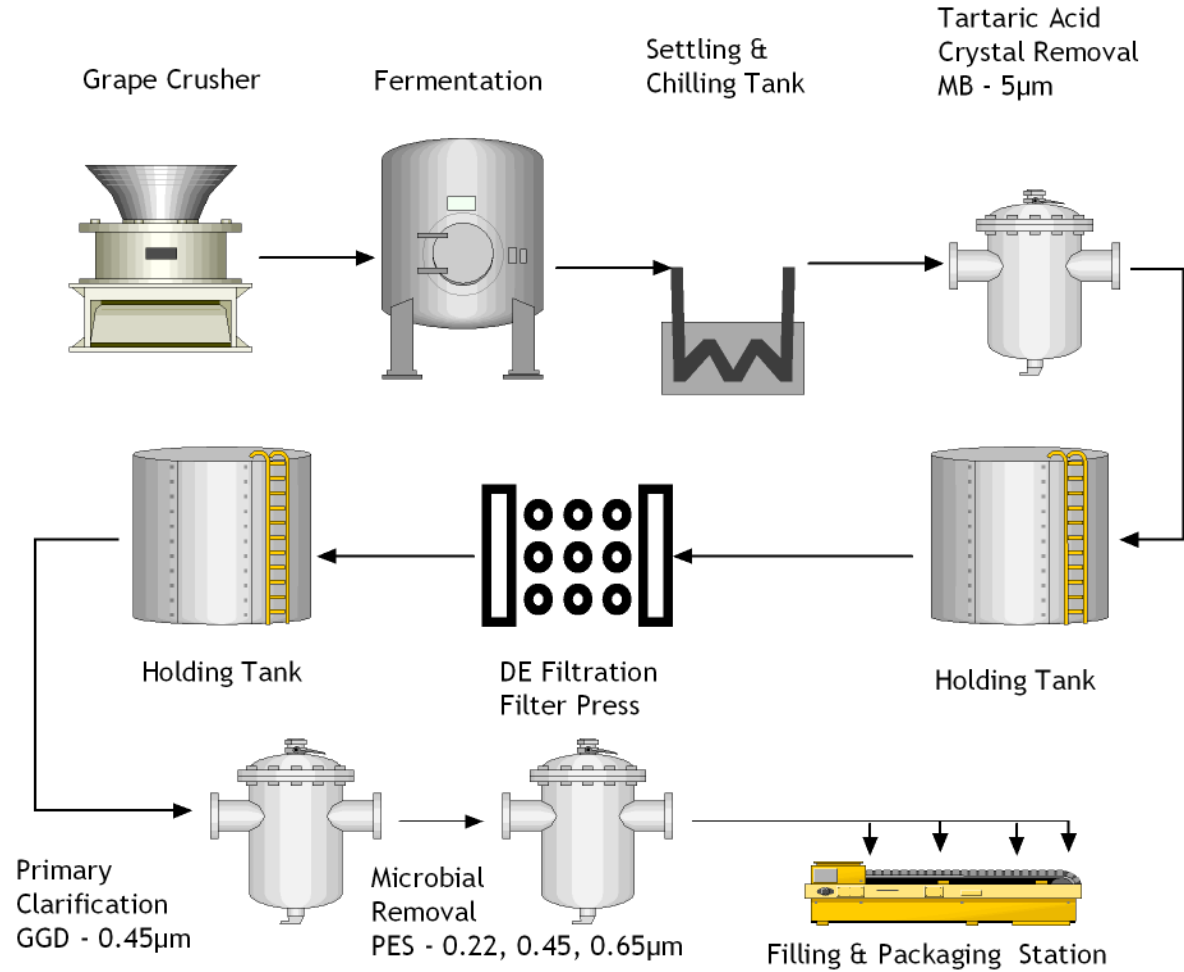 Grape Crusher
Fermentation
Settling &
Chilling Tank
Tartaric Acid
Crystal Removal
MB - 5µm
Holding Tank
DE Filtration
Filter Press
Holding Tank
Primary
Clarification
GGD - 0.45µm
Microbial
Removal
PES - 0.22, 0.45, 0.65µm
Filling & Packaging Station